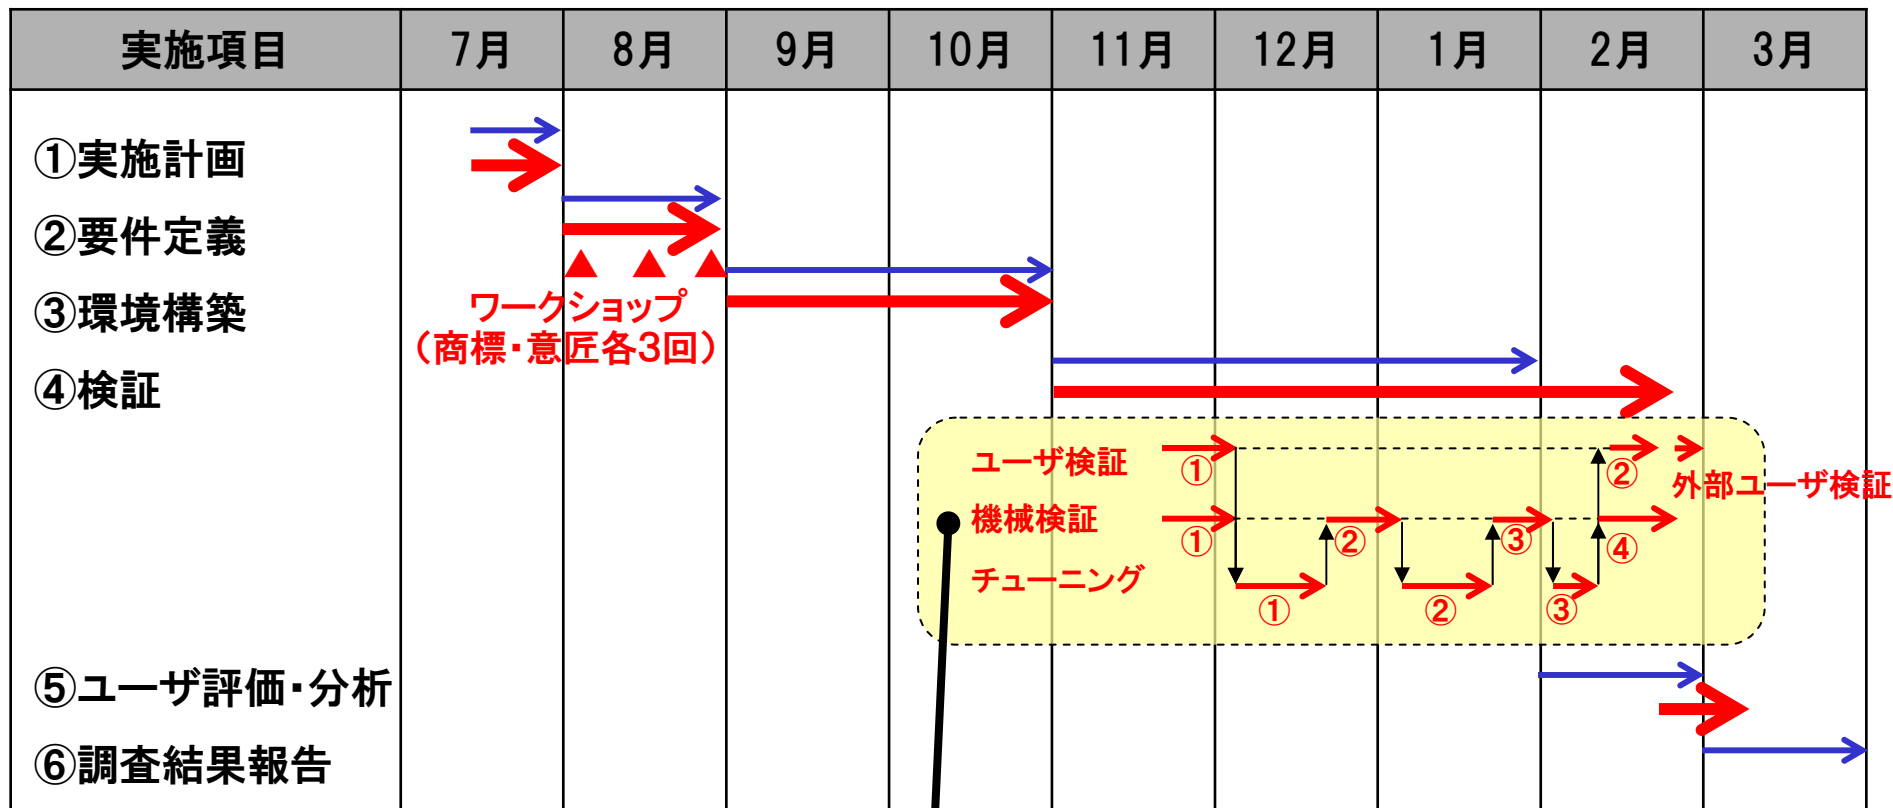 実施項目 7月 8月 9月 10月 11月 12月 1月 2月 3月
①実施計画
②要件定義
③環境構築
ワークショップ
（商標・意匠各3回）
④検証
ユーザ検証 ① ② 外部ユーザ検証
機械検証 ① ② ③ ④
チューニング ① ② ③
⑤ユーザ評価・分析
⑥調査結果報告